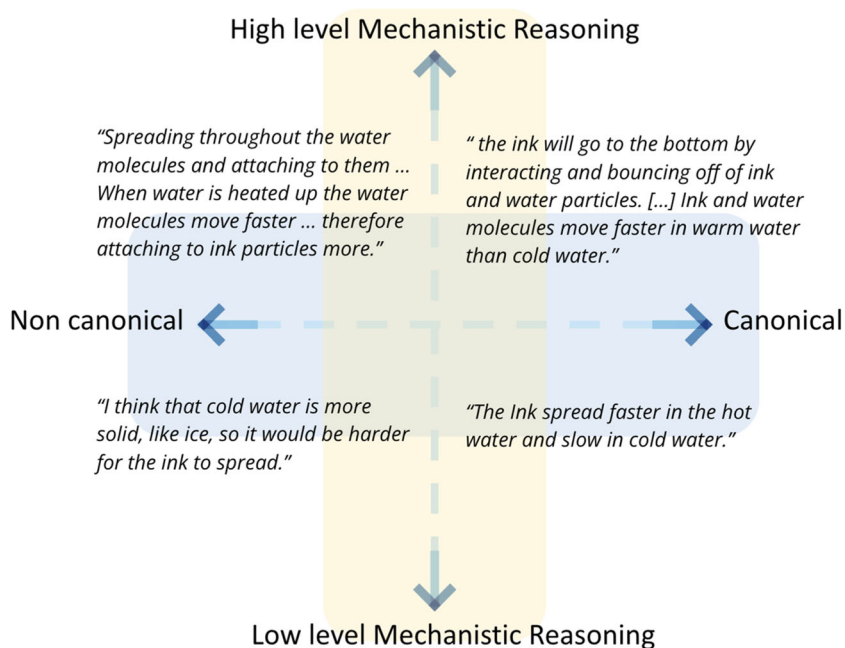 High level Mechanistic Reasoning
“Spreading throughout the water
molecules and attaching to them ...
When water is heated up the water
molecules move faster ... therefore
attaching to ink particles more.”
“ the ink will go to the bottom by
interacting and bouncing off of ink
and water particles. [...] Ink and water
molecules move faster in warm water
than cold water.”
Non canonical
Canonical
“I think that cold water is more
solid, like ice, so it would be harder
for the ink to spread.”
“The Ink spread faster in the hot
water and slow in cold water.”
Low level Mechanistic Reasoning